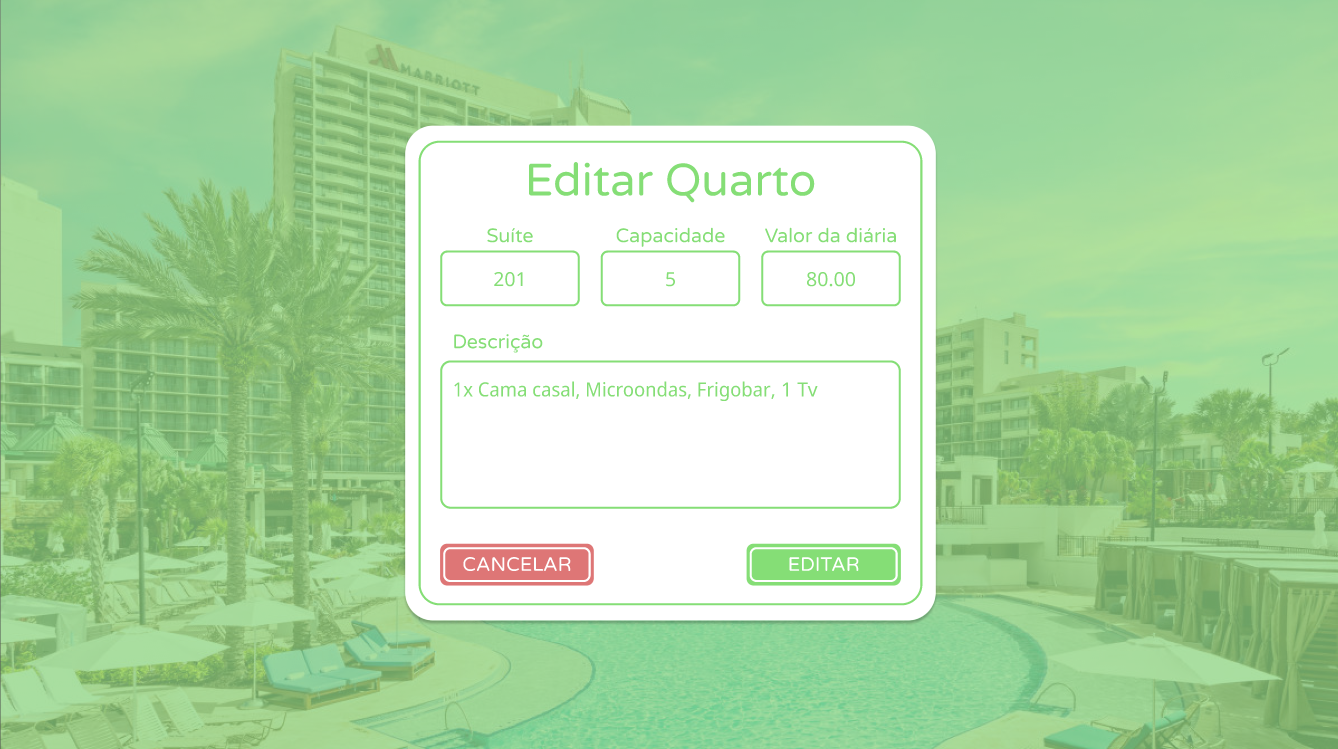 MARRIOTT
Editar Quarto
Suíte Capacidade Valor da diária
201 5 80.00
Descrição
1x Cama casal, Microondas, Frigobar, 1 Tv
CANCELAR EDITAR